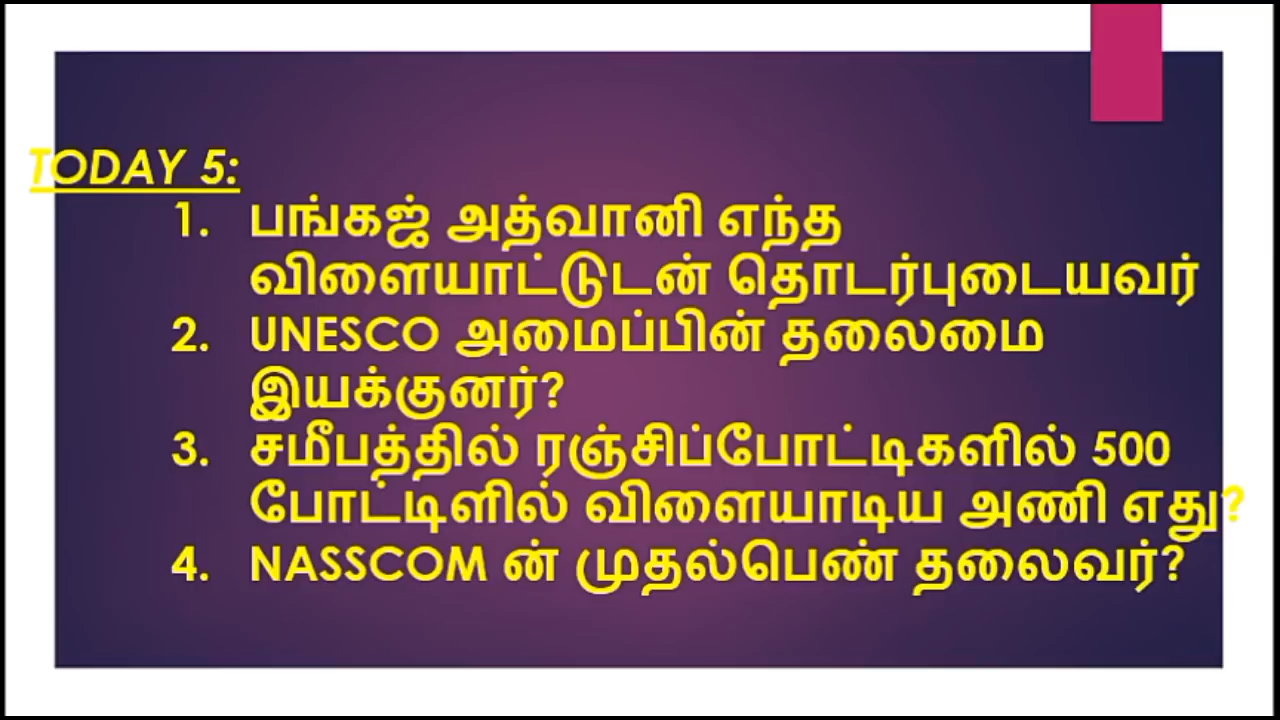 TODAY 5:
1. பங்கஜ் அத்வானி எந்த
விளையாட்டுடன் தொடர்புடையவர்
2. UNESCO அமைப்பின் தலைமை
இயக்குனர்?
3. சமீபத்தில் ரஞ்சிப்போட்டிகளில் 500
போட்டிளில் விளையாடிய அணி எது?
4. NASSCOM ன் முதல்பெண் தலைவர்?